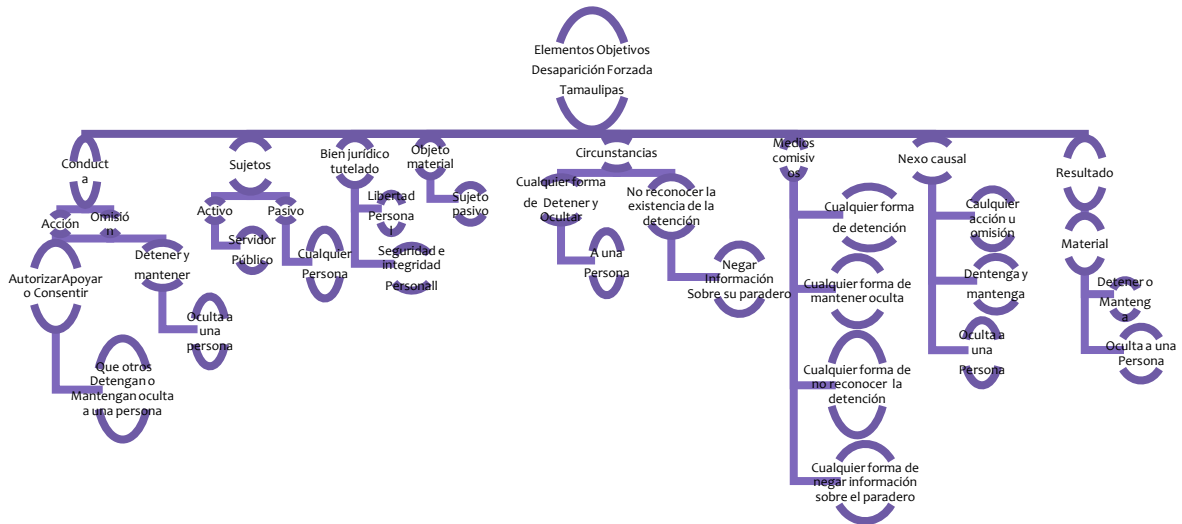 Elementos Objetivos
Desaparición Forzada
Tamaulipas
Conduct
a
Acción
Omisió
n
AutorizarApoyar
o Consentir
Que otros
Detengan o
Mantengan oculta
a una persona
Detener y
mantener
Oculta a
una
persona
Sujetos
Activo
Servidor
Público
Pasivo
Cualquier
Persona
Bien jurídico
tutelado
Libertad
Persona
l
Seguridad e
integridad
Personall
Objeto
material
Sujeto
pasivo
Circunstancias
Cualquier forma
de Detener y
Ocultar
A una
Persona
No reconocer la
existencia de la
detención
Negar
Información
Sobre su paradero
Medios
comisiv
os
Cualquier forma
de detención
Cualquier forma de
mantener oculta
Cualquier forma de
no reconocer la
detención
Cualquier forma de
negar información
sobre el paradero
Nexo causal
Caulquier
acción u
omisión
Dentenga y
mantenga
Oculta a
una
Persona
Resultado
Material
Detener o
Manteng
a
Oculta a una
Persona